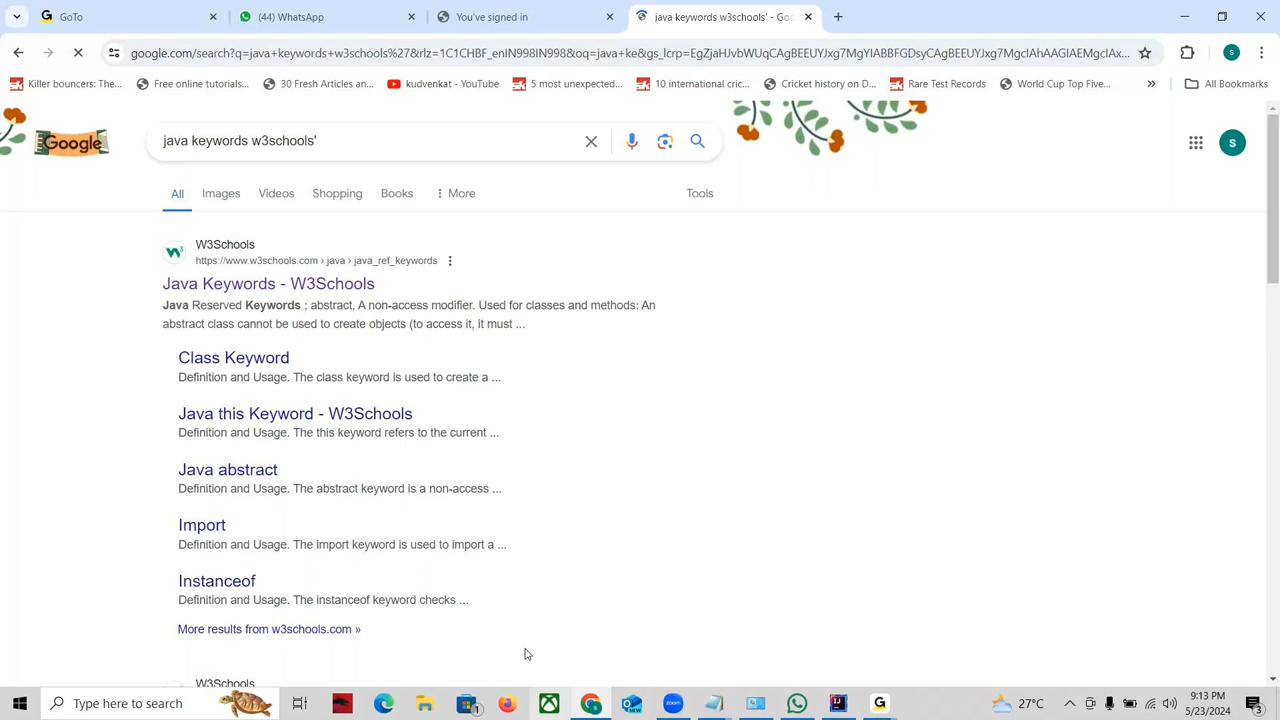 GoTo
(44) WhatsApp
You've signed in
java keywords w3schools' - Goo
google.com/search?q=java+keywords+w3schools%27&rlz=1C1CHBF_enIN998IN998&oq=java+ke&gs_lcrp=EgZjaHJvbWUqCAgBEEUYJxg7MgYIABBFGDsyCAgBEEUYJxg7MgcIAhAAGIAEMgcIAx...
Killer bouncers: The...
Free online tutorials...
30 Fresh Articles an...
kudvenkat - YouTube
5 most unexpected...
10 international cric...
Cricket history on D...
Rare Test Records
World Cup Top Five...
All Bookmarks
Google
java keywords w3schools'
S
S
All
Images
Videos
Shopping
Books
More
Tools
W3Schools
https://www.w3schools.com › java › java_ref_keywords
Java Keywords - W3Schools
Java Reserved Keywords ; abstract, A non-access modifier. Used for classes and methods: An
abstract class cannot be used to create objects (to access it, it must ...
Class Keyword
Definition and Usage. The class keyword is used to create a ...
Java this Keyword - W3Schools
Definition and Usage. The this keyword refers to the current ...
Java abstract
Definition and Usage. The abstract keyword is a non-access ...
Import
Definition and Usage. The import keyword is used to import a ...
Instanceof
Definition and Usage. The instanceof keyword checks ...
More results from w3schools.com »
W3Schools
Type here to search
27°C
9:13 PM
5/23/2024